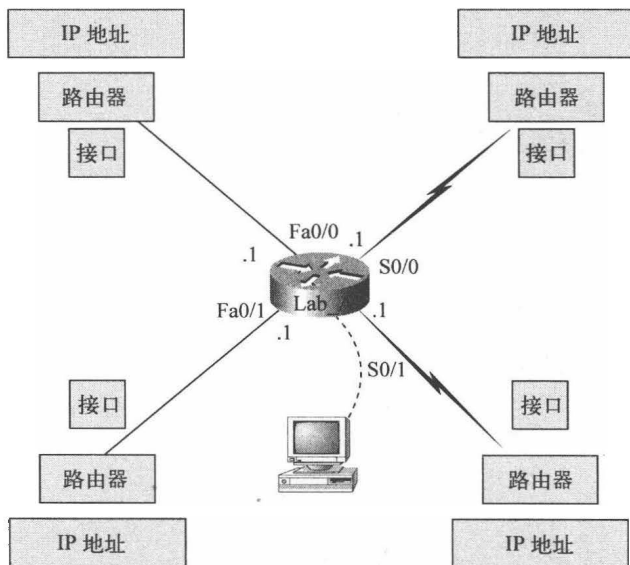 IP 地址
IP 地址
路由器
路由器
接口
接口
Fa0/0
.1
.1
S0/0
Lab_A
Fa0/1
.1
.1
S0/1
接口
接口
路由器
路由器
IP 地址
IP 地址